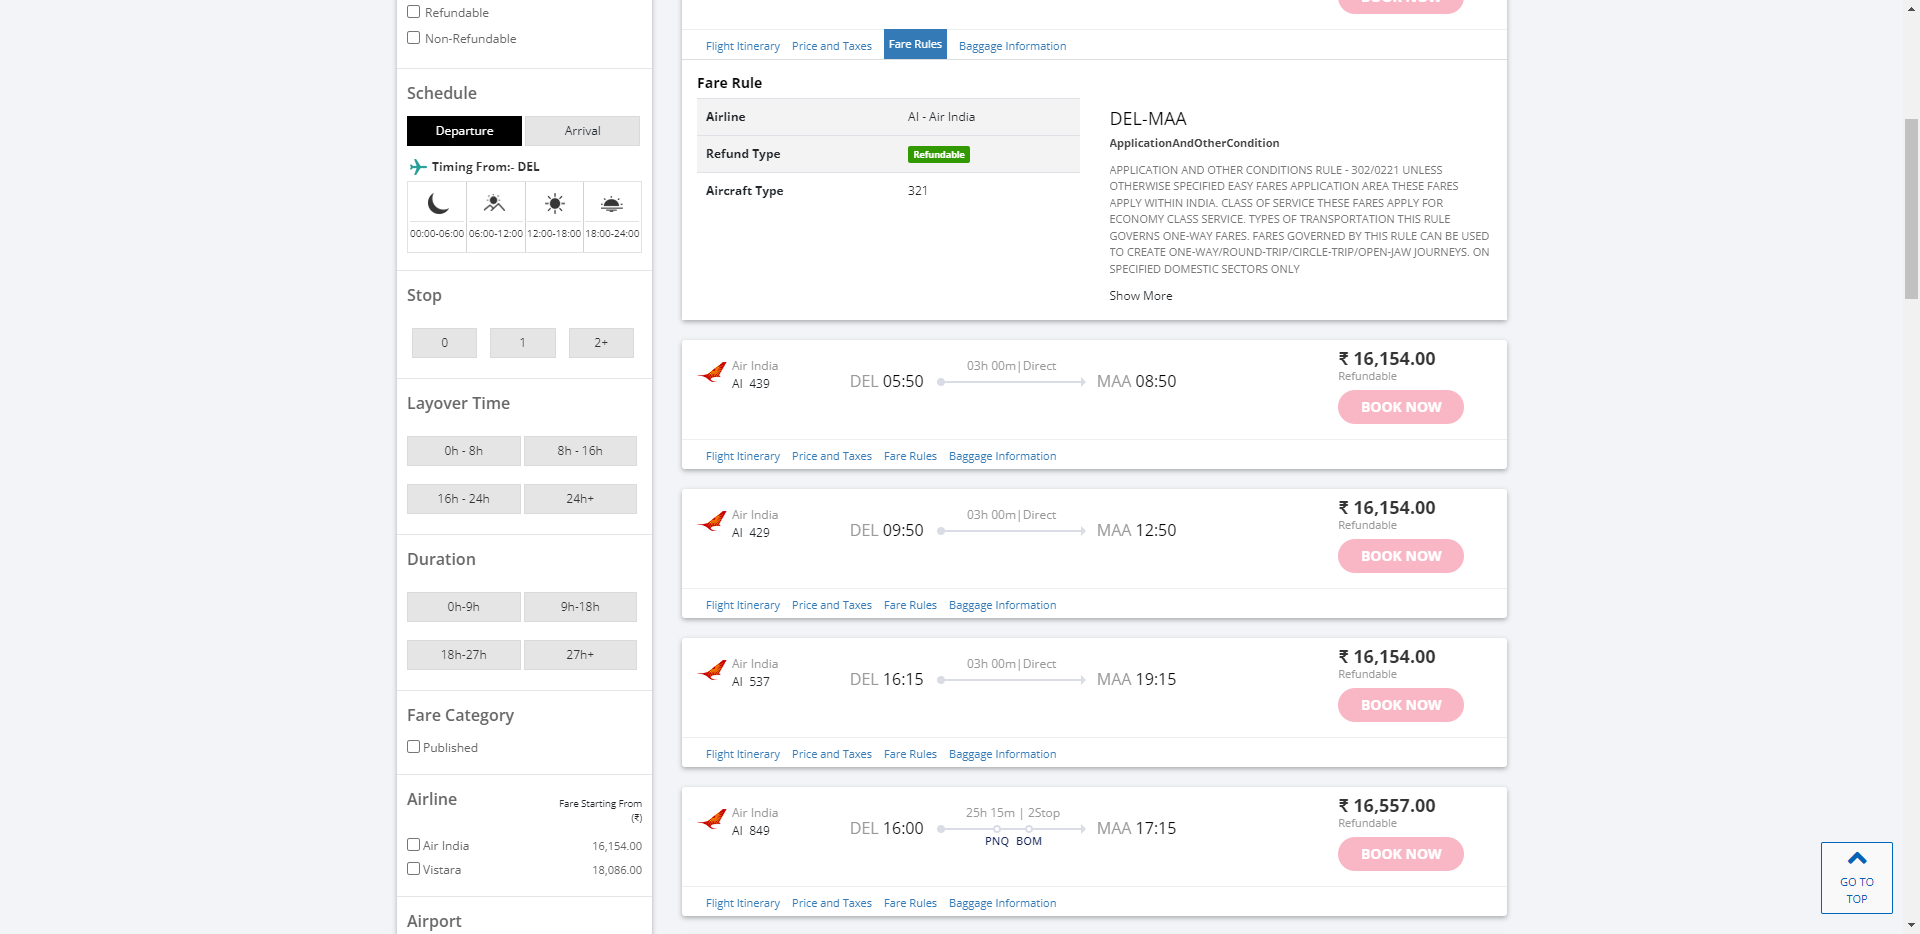 Refundable
Non-Refundable
Schedule
Departure
Arrival
Timing From:- DEL
00:00-06:00
06:00-12:00
12:00-18:00
18:00-24:00
Stop
0
1
2+
Layover Time
0h - 8h
8h - 16h
16h - 24h
24h+
Duration
0h-9h
9h-18h
18h-27h
27h+
Fare Category
Published
Airline
Fare Starting From
(₹)
Air India 16,154.00
Vistara 18,086.00
Airport
BOOK NOW
Flight Itinerary Price and Taxes Fare Rules Baggage Information
Fare Rule
Airline AI - Air India
Refund Type Refundable
Aircraft Type 321
DEL-MAA
ApplicationAndOtherCondition
APPLICATION AND OTHER CONDITIONS RULE - 302/0221 UNLESS
OTHERWISE SPECIFIED EASY FARES APPLICATION AREA THESE FARES
APPLY WITHIN INDIA. CLASS OF SERVICE THESE FARES APPLY FOR
ECONOMY CLASS SERVICE. TYPES OF TRANSPORTATION THIS RULE
GOVERNS ONE-WAY FARES. FARES GOVERNED BY THIS RULE CAN BE USED
TO CREATE ONE-WAY/ROUND-TRIP/CIRCLE-TRIP/OPEN-JAW JOURNEYS. ON
SPECIFIED DOMESTIC SECTORS ONLY
Show More
Air India
AI 439
DEL 05:50
03h 00m|Direct
MAA 08:50
₹ 16,154.00
Refundable
BOOK NOW
Flight Itinerary Price and Taxes Fare Rules Baggage Information
Air India
AI 429
DEL 09:50
03h 00m|Direct
MAA 12:50
₹ 16,154.00
Refundable
BOOK NOW
Flight Itinerary Price and Taxes Fare Rules Baggage Information
Air India
AI 537
DEL 16:15
03h 00m|Direct
MAA 19:15
₹ 16,154.00
Refundable
BOOK NOW
Flight Itinerary Price and Taxes Fare Rules Baggage Information
Air India
AI 849
DEL 16:00
25h 15m | 2Stop
PNQ BOM
MAA 17:15
₹ 16,557.00
Refundable
BOOK NOW
Flight Itinerary Price and Taxes Fare Rules Baggage Information
GO TO
TOP